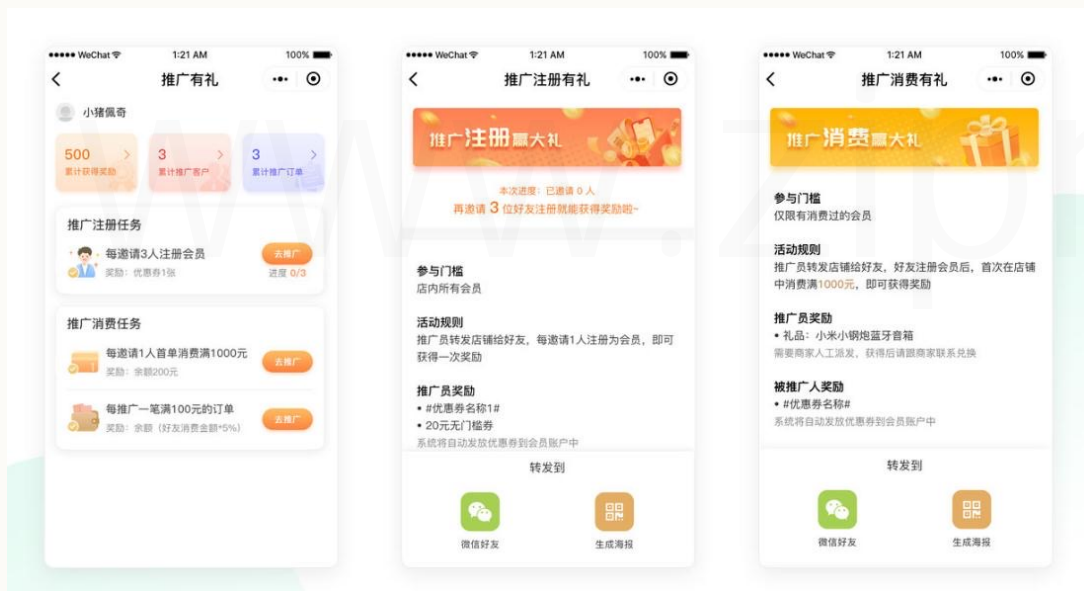 WeChat 1:21 AM 100%
推广有礼
小猪佩奇
500 3 3
累计获得奖励 累计推广客户 累计推广订单
推广注册任务
每邀请3人注册会员 去推广
奖励：优惠券1张 进度 0/3
推广消费任务
每邀请1人首单消费满1000元 去推广
奖励：余额200元
每推广一笔满100元的订单 去推广
奖励：余额（好友消费金额*5%）
WeChat 1:21 AM 100%
推广注册有礼
推广注册赢大礼
本次进度：已邀请 0 人
再邀请 3 位好友注册就能获得奖励啦~
参与门槛
店内所有会员
活动规则
推广员转发店铺给好友，每邀请1人注册为会员，即可
获得一次奖励
推广员奖励
• #优惠券名称1#
• 20元无门槛券
系统将自动发放优惠券到会员账户中
转发到
微信好友 生成海报
WeChat 1:21 AM 100%
推广消费有礼
推广消费赢大礼
参与门槛
仅限有消费过的会员
活动规则
推广员转发店铺给好友，好友注册会员后，首次在店铺
中消费满1000元，即可获得奖励
推广员奖励
• 礼品：小米小钢炮蓝牙音箱
需要商家人工派发，获得后请跟商家联系兑换
被推广人奖励
• #优惠券名称#
系统将自动发放优惠券到会员账户中
转发到
微信好友 生成海报
www.zip